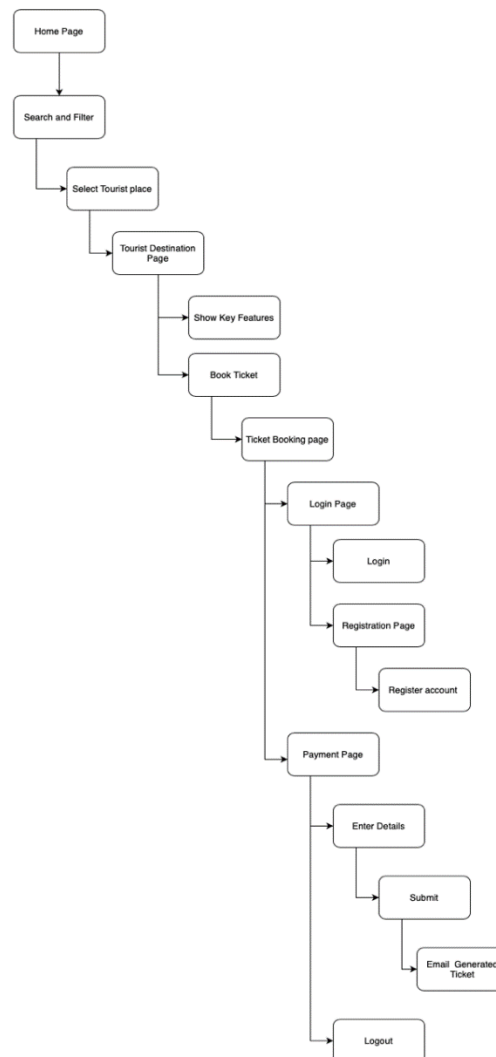 Home Page
Search and Filter
Select Tourist place
Tourist Destination
Page
Show Key Features
Book Ticket
Ticket Booking page
Login Page
Login
Registration Page
Register account
Payment Page
Enter Details
Submit
Email Generated
Ticket
Logout